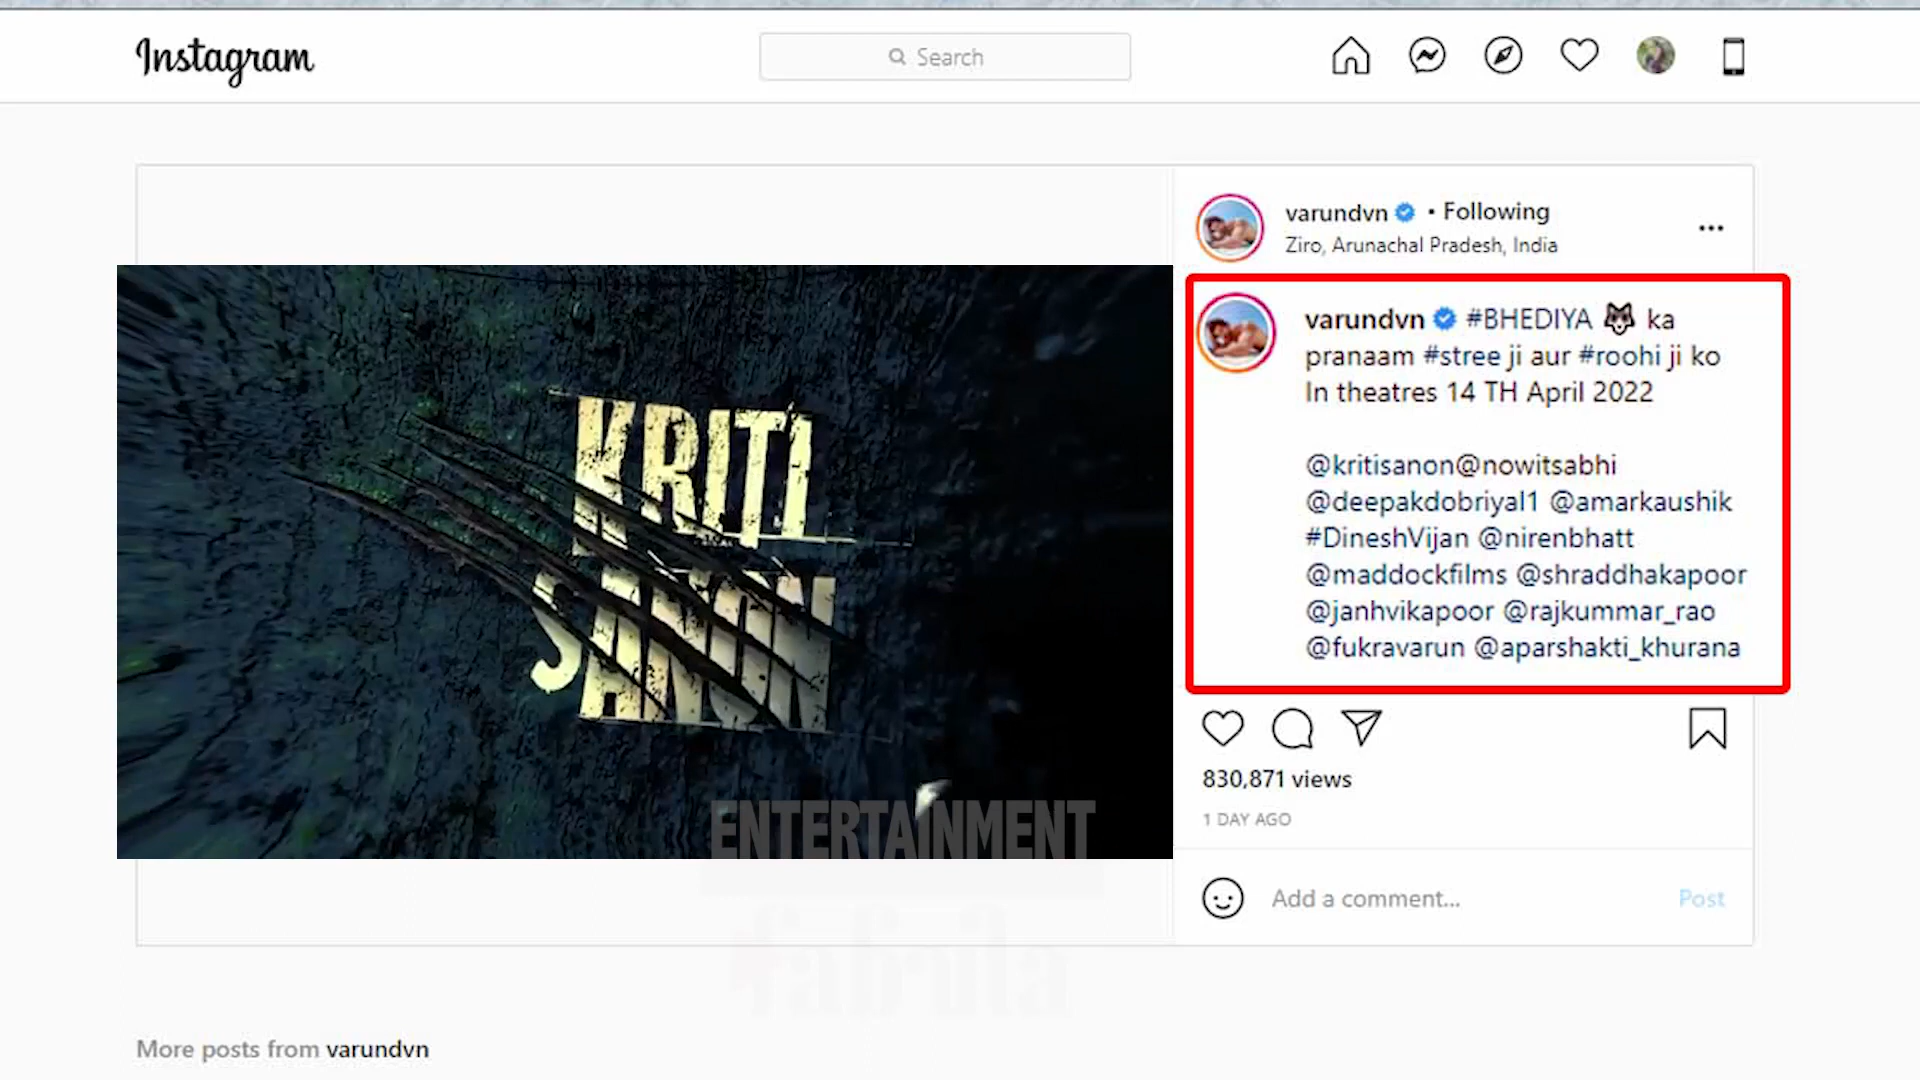 Instagram
Search
varundvn • Following
Ziro, Arunachal Pradesh, India
varundvn #BHEDIYA 🐺 ka
pranaam #stree ji aur #roohi ji ko
In theatres 14 TH April 2022
@kritisanon@nowitsabhi
@deepakdobriyal1 @amarkaushik
#DineshVijan @nirenbhatt
@maddockfilms @shraddhakapoor
@janhvikapoor @rajkummar_rao
@fukravarun @aparshakti_khurana
KRITI
SANON
830,871 views
1 DAY AGO
ENTERTAINMENT
fabula
Add a comment...
Post
More posts from varundvn